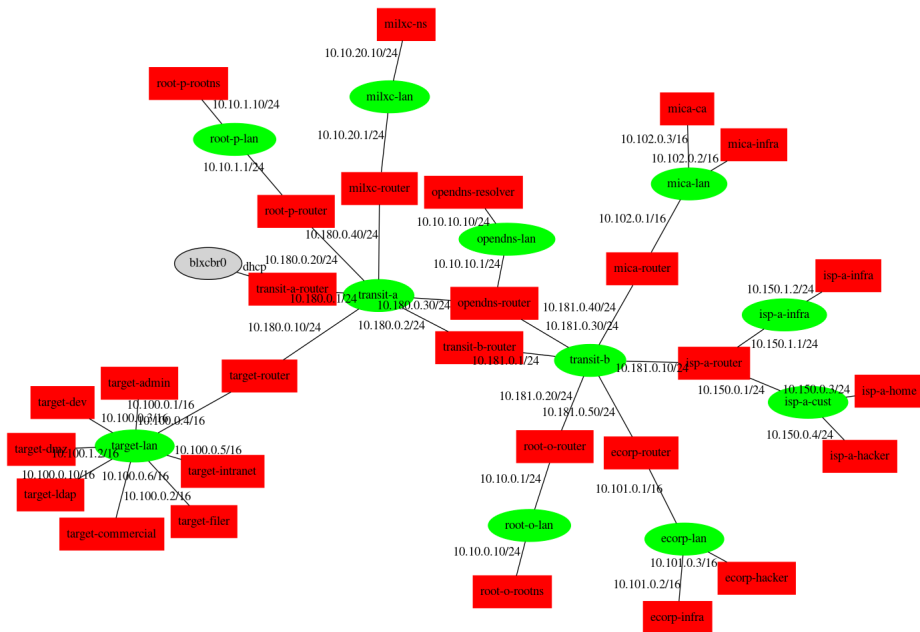 milxc-ns
10.10.20.10/24
root-p-rootns
milxc-lan
10.10.1.10/24
mica-ca
10.10.20.1/24
root-p-lan
10.102.0.3/16
mica-infra
10.102.0.2/16
10.10.1.1/24
milxc-router
opendns-resolver
mica-lan
root-p-router
10.10.10.10/24
10.102.0.1/16
10.180.0.40/24
opendns-lan
10.180.0.20/24
blxcbr0
dhcp
10.10.10.1/24
mica-router
isp-a-infra
transit-a-router
10.180.0.1/24
transit-a
10.180.0.30/24
opendns-router
10.150.1.2/24
10.181.0.40/24
isp-a-infra
10.180.0.10/24
10.180.0.2/24
10.181.0.30/24
10.150.1.1/24
transit-b-router
10.181.0.1/24
transit-b
10.181.0.10/24
isp-a-router
target-router
target-admin
10.150.0.1/24
10.150.0.3/24
isp-a-home
target-dev
10.100.0.1/16
10.181.0.20/24
isp-a-cust
10.100.0.3/16
10.100.0.4/16
10.181.0.50/24
10.150.0.4/24
target-dmz
10.100.1.2/16
target-lan
10.100.0.5/16
root-o-router
ecorp-router
isp-a-hacker
10.100.0.10/16
10.100.0.6/16
target-intranet
10.10.0.1/24
10.101.0.1/16
target-ldap
10.100.0.2/16
target-commercial
target-filer
root-o-lan
ecorp-lan
10.10.0.10/24
10.101.0.3/16
10.101.0.2/16
ecorp-hacker
root-o-rootns
ecorp-infra